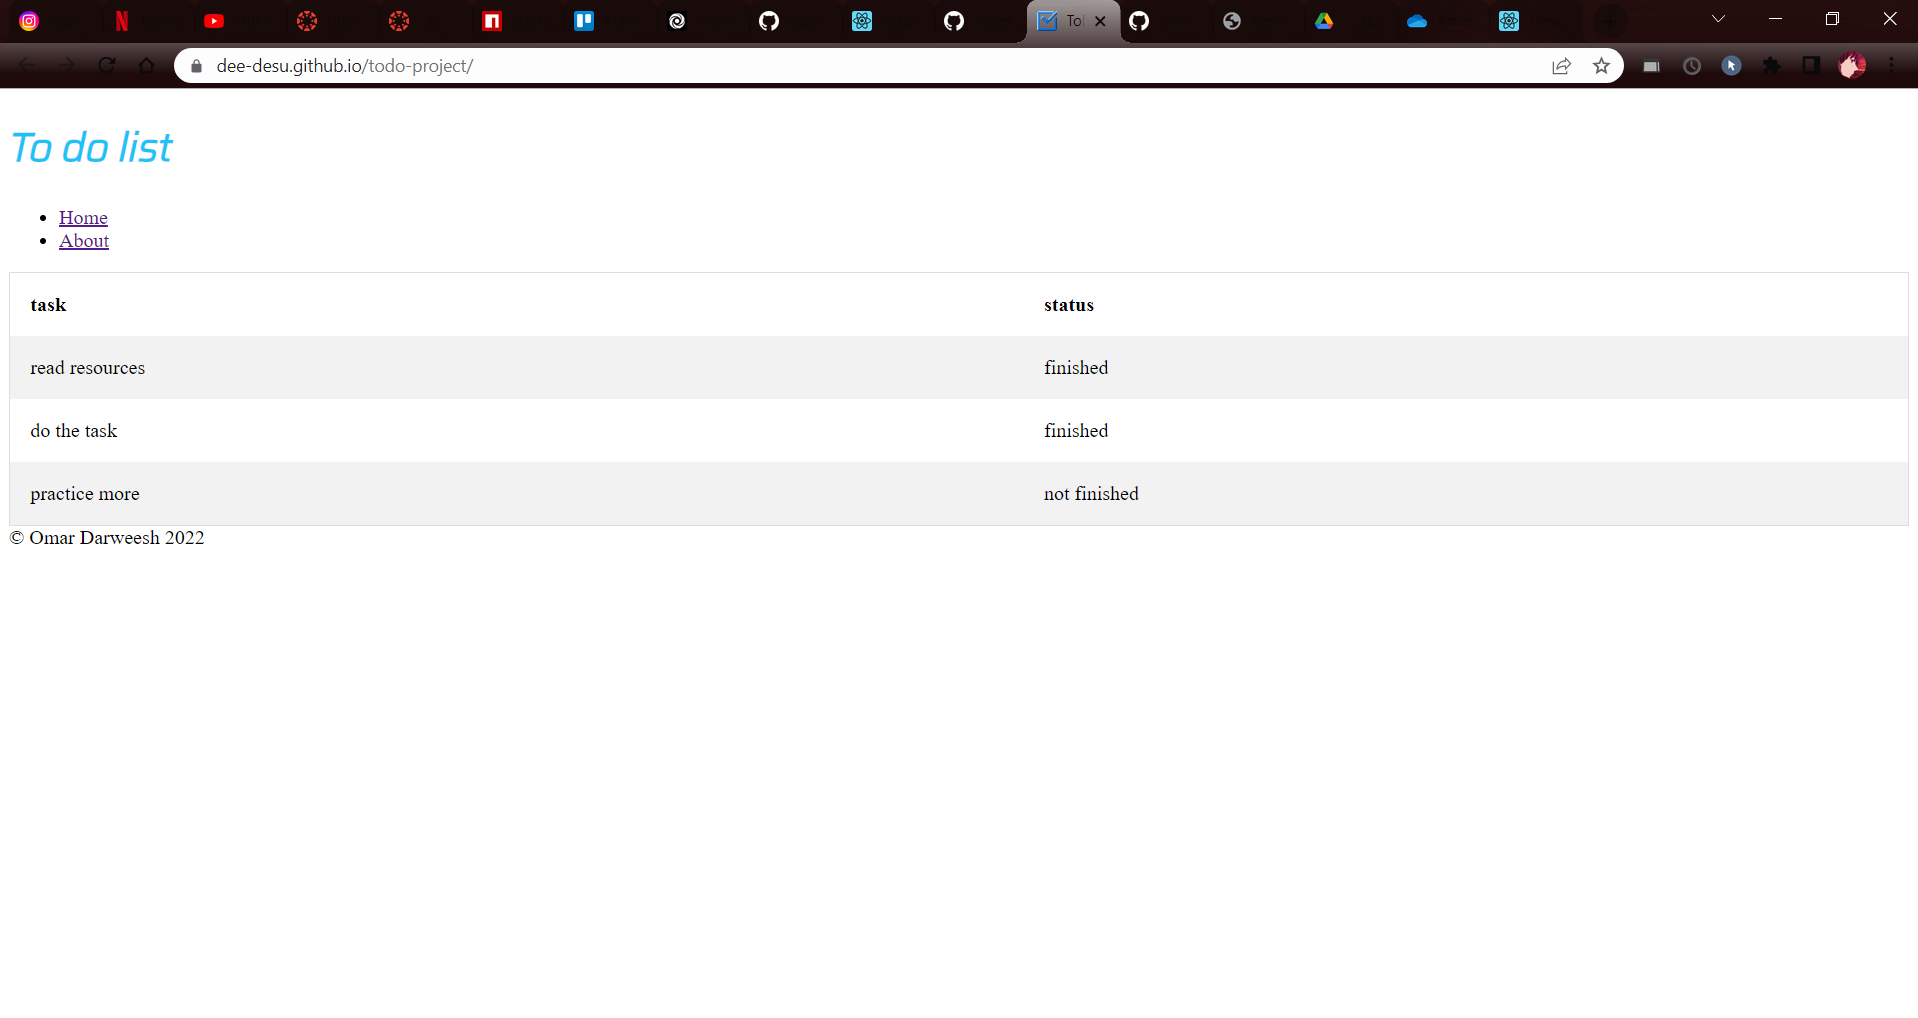 To
dee-desu.github.io/todo-project/
To do list
Home
About
task status
read resources finished
do the task finished
practice more not finished
© Omar Darweesh 2022